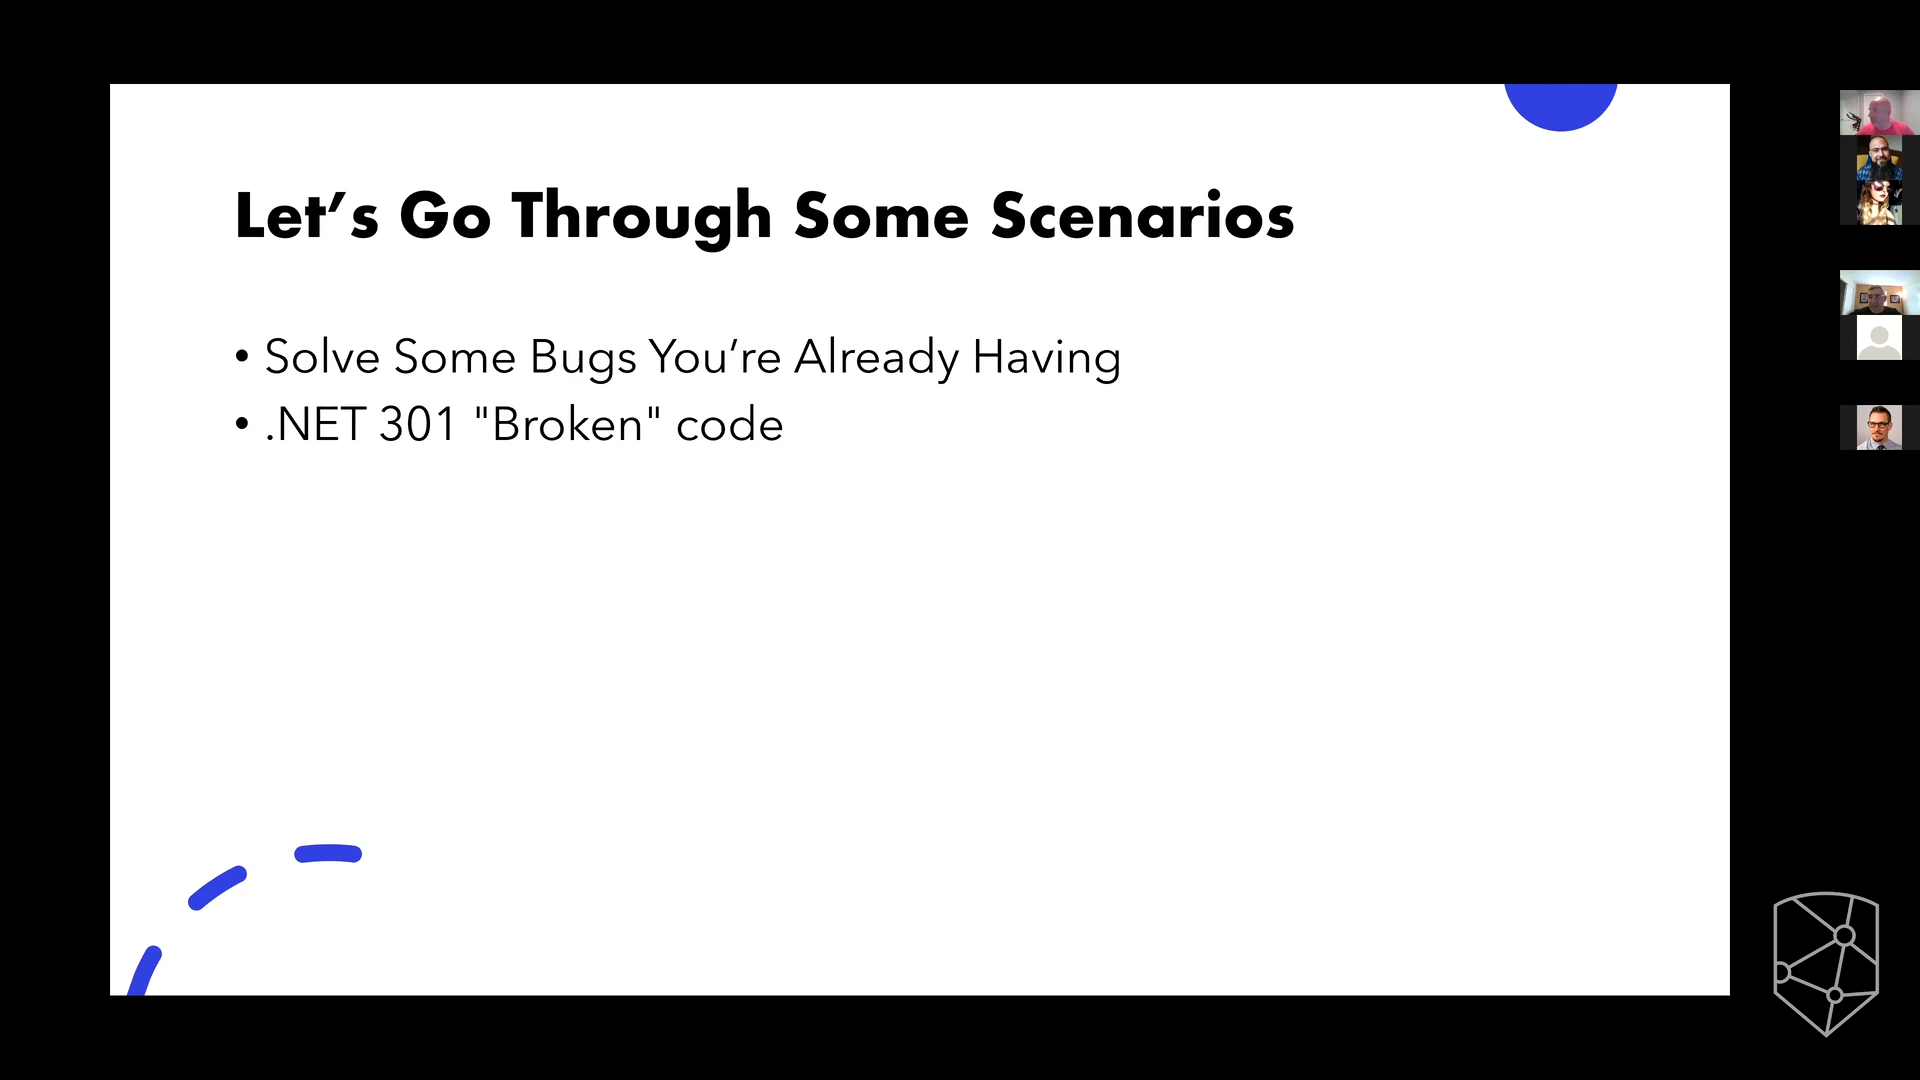 Let’s Go Through Some Scenarios
• Solve Some Bugs You’re Already Having
• .NET 301 "Broken" code